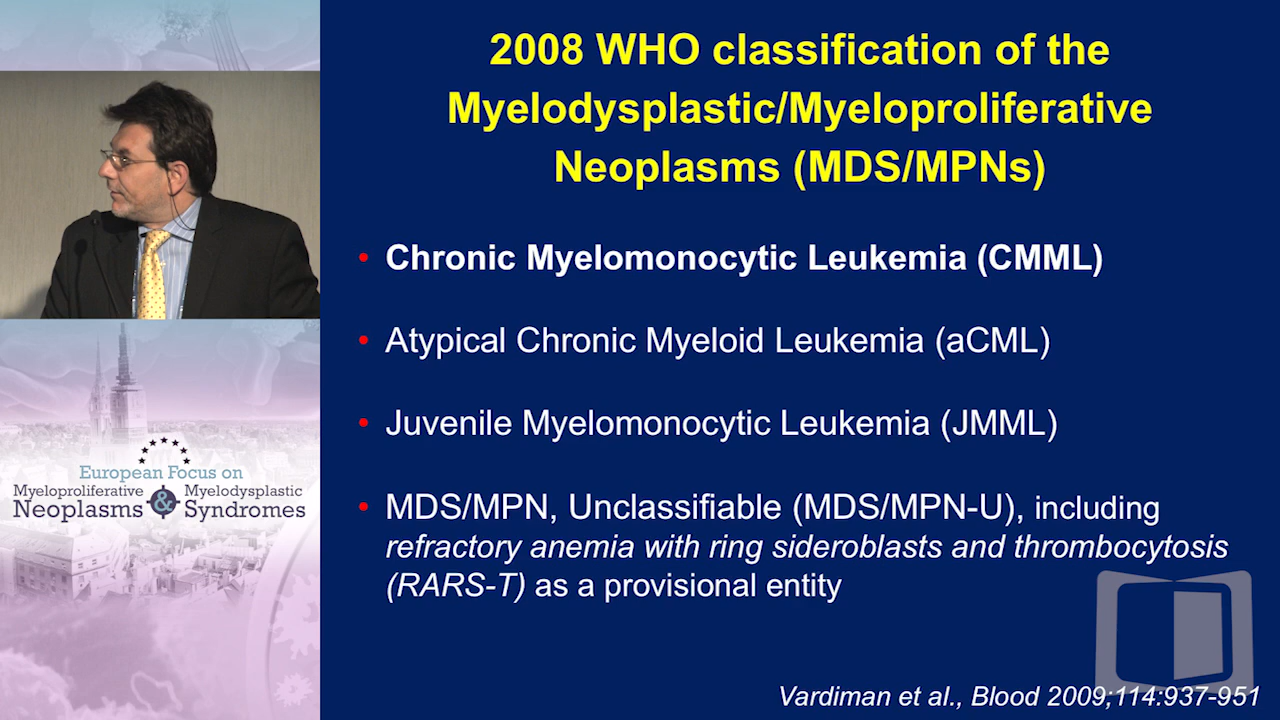 2008 WHO classification of the
Myelodysplastic/Myeloproliferative
Neoplasms (MDS/MPNs)
• Chronic Myelomonocytic Leukemia (CMML)
• Atypical Chronic Myeloid Leukemia (aCML)
• Juvenile Myelomonocytic Leukemia (JMML)
• MDS/MPN, Unclassifiable (MDS/MPN-U), including
refractory anemia with ring sideroblasts and thrombocytosis
(RARS-T) as a provisional entity
Vardiman et al., Blood 2009;114:937-951
European Focus on
Myeloproliferative & Myelodysplastic
Neoplasms Syndromes